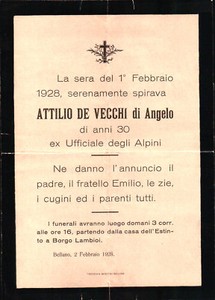 La sera del 1° Febbraio
1928, serenamente spirava
ATTILIO DE VECCHI di Angelo
di anni 30
ex Ufficiale degli Alpini
Ne danno l'annuncio il
padre, il fratello Emilio, le zie,
i cugini ed i parenti tutti.
I funerali avranno luogo domani 3 corr.
alle ore 16, partendo dalla casa dell'Estin-
to a Borgo Lambioi.
Belluno, 2 Febbraio 1928.